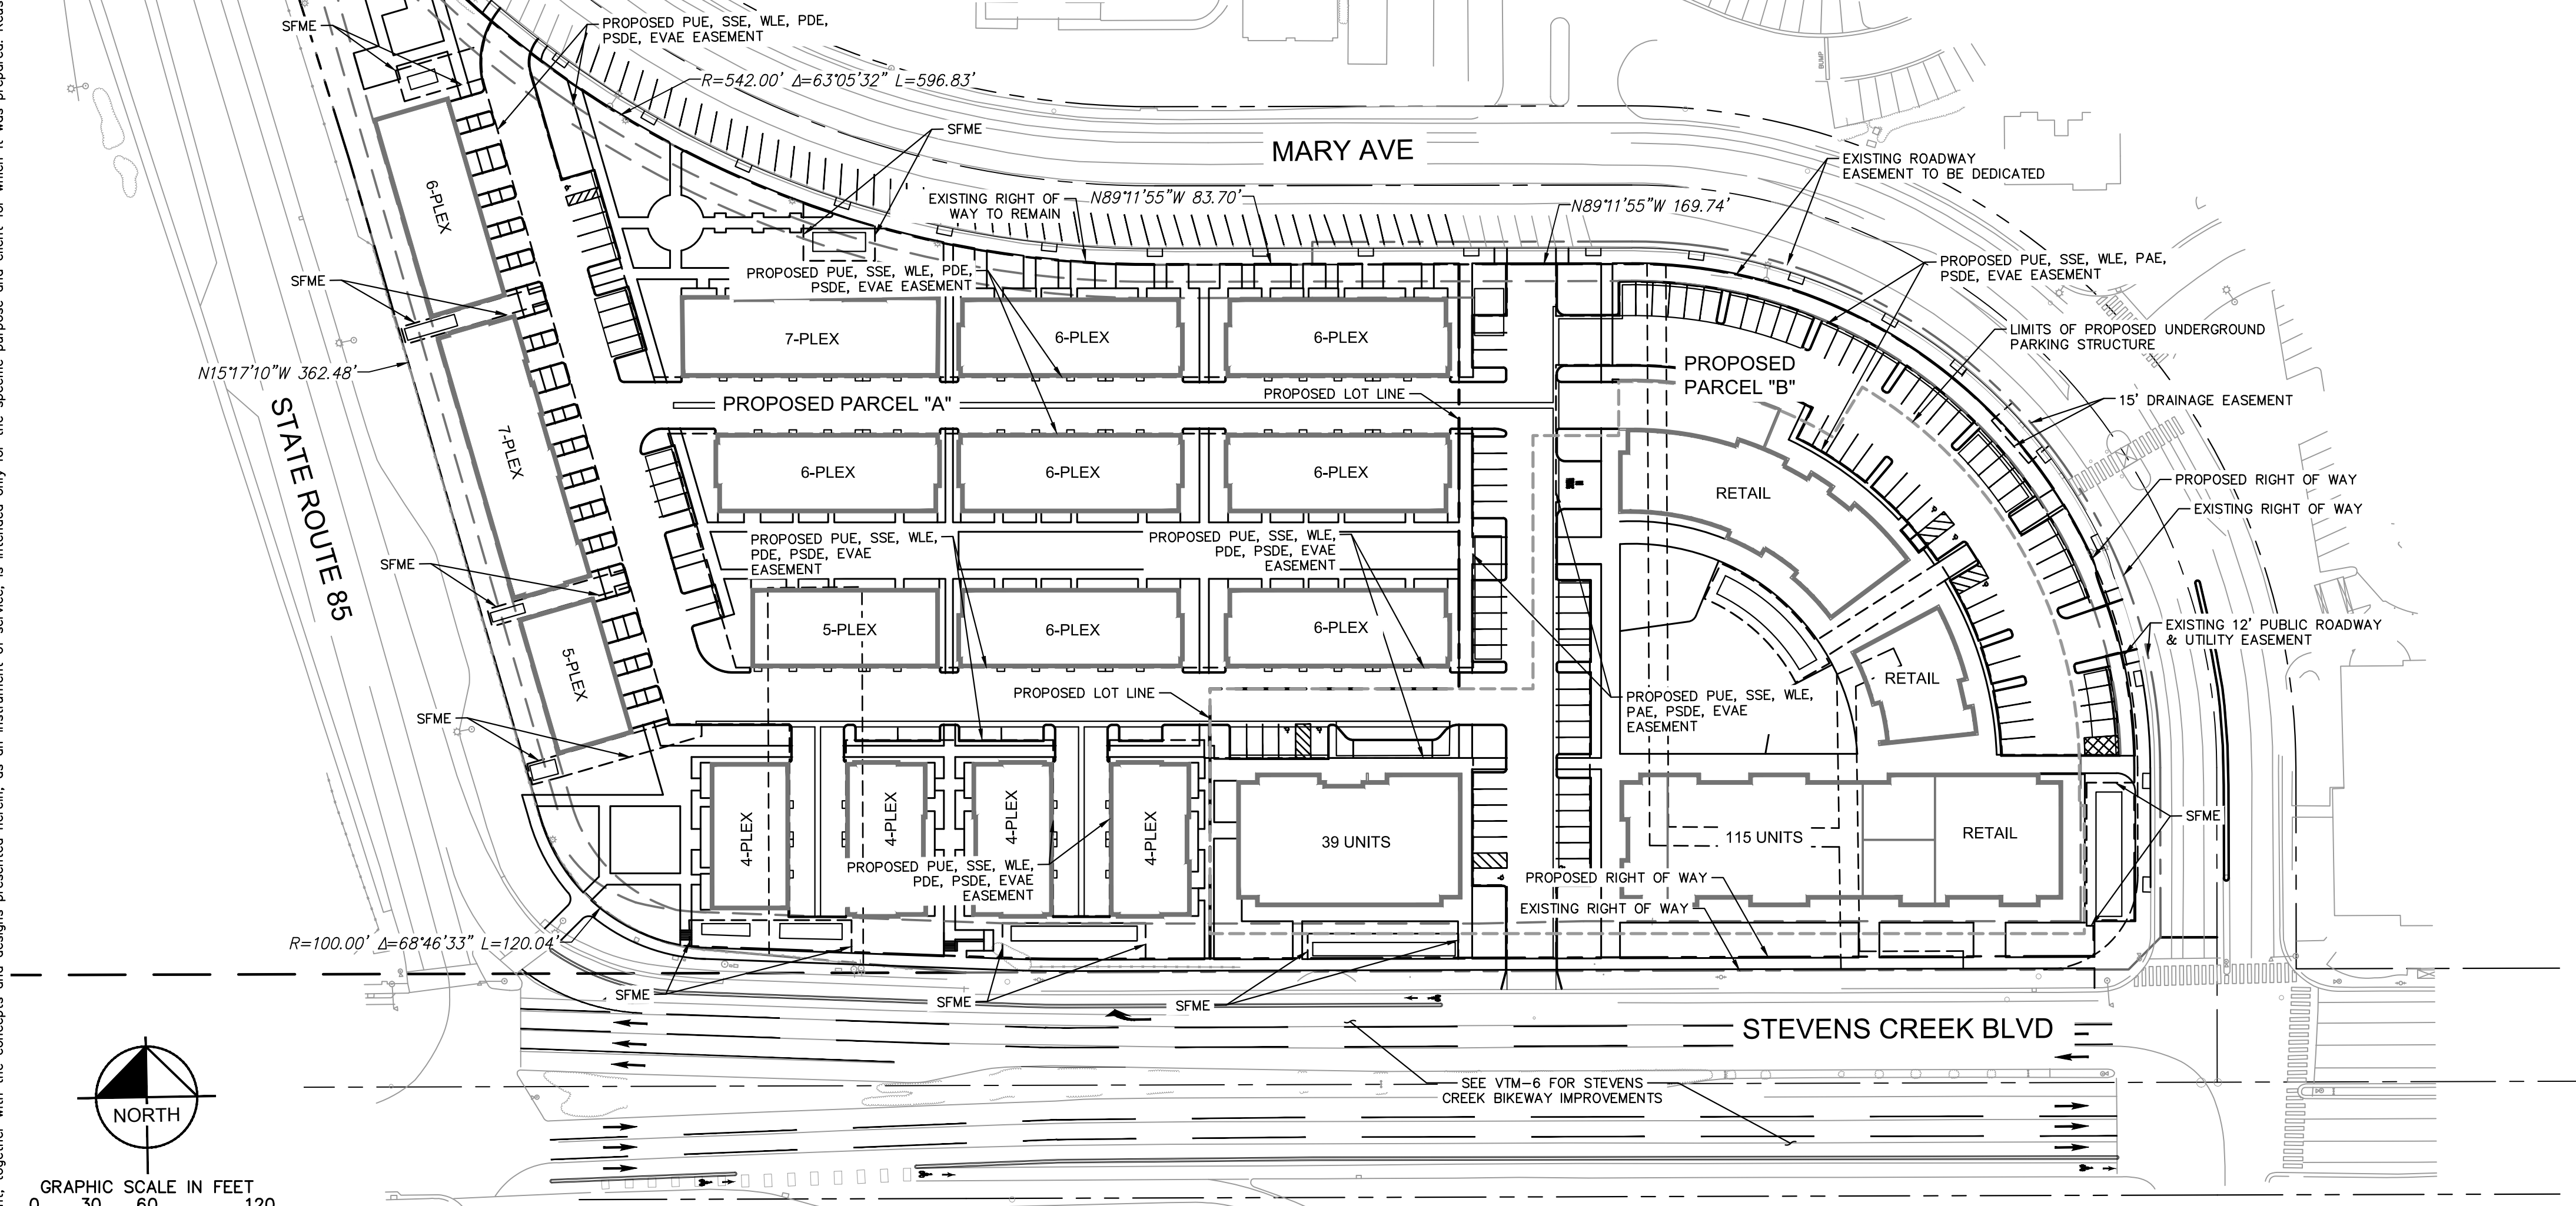 SFME
PROPOSED PUE, SSE, WLE, PDE,
PSDE, EVAE EASEMENT
R=542.00' Δ=63°05'32" L=596.83'
SFME
MARY AVE
BUMP
EXISTING ROADWAY
EASEMENT TO BE DEDICATED
EXISTING RIGHT OF
WAY TO REMAIN
N89°11'55"W 83.70'
N89°11'55"W 169.74'
6-PLEX
SFME
PROPOSED PUE, SSE, WLE, PDE,
PSDE, EVAE EASEMENT
PROPOSED PUE, SSE, WLE, PAE,
PSDE, EVAE EASEMENT
7-PLEX
6-PLEX
6-PLEX
LIMITS OF PROPOSED UNDERGROUND
PARKING STRUCTURE
N15°17'10"W 362.48'
PROPOSED
PARCEL "B"
PROPOSED LOT LINE
PROPOSED PARCEL "A"
15' DRAINAGE EASEMENT
STATE ROUTE 85
7-PLEX
6-PLEX
6-PLEX
6-PLEX
RETAIL
PROPOSED RIGHT OF WAY
EXISTING RIGHT OF WAY
SFME
PROPOSED PUE, SSE, WLE,
PDE, PSDE, EVAE
EASEMENT
PROPOSED PUE, SSE, WLE,
PDE, PSDE, EVAE
EASEMENT
5-PLEX
5-PLEX
6-PLEX
6-PLEX
EXISTING 12' PUBLIC ROADWAY
& UTILITY EASEMENT
RETAIL
PROPOSED LOT LINE
PROPOSED PUE, SSE, WLE,
PAE, PSDE, EVAE
EASEMENT
SFME
4-PLEX
4-PLEX
4-PLEX
4-PLEX
39 UNITS
115 UNITS
RETAIL
SFME
PROPOSED PUE, SSE, WLE,
PDE, PSDE, EVAE
EASEMENT
PROPOSED RIGHT OF WAY
EXISTING RIGHT OF WAY
R=100.00' Δ=68°46'33" L=120.04'
SFME
SFME
SFME
STEVENS CREEK BLVD
SEE VTM-6 FOR STEVENS
CREEK BIKEWAY IMPROVEMENTS
NORTH
GRAPHIC SCALE IN FEET
0 30 60 120